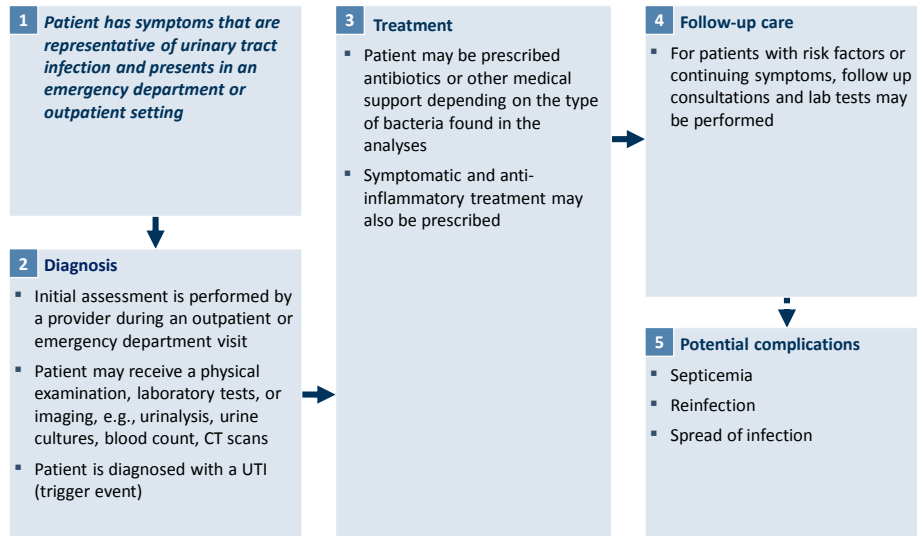 1 Patient has symptoms that are
representative of urinary tract
infection and presents in an
emergency department or
outpatient setting
2 Diagnosis
▪ Initial assessment is performed by
a provider during an outpatient or
emergency department visit
▪ Patient may receive a physical
examination, laboratory tests, or
imaging, e.g., urinalysis, urine
cultures, blood count, CT scans
▪ Patient is diagnosed with a UTI
(trigger event)
3 Treatment
▪ Patient may be prescribed
antibiotics or other medical
support depending on the type
of bacteria found in the
analyses
▪ Symptomatic and anti-
inflammatory treatment may
also be prescribed
4 Follow-up care
▪ For patients with risk factors or
continuing symptoms, follow up
consultations and lab tests may
be performed
5 Potential complications
▪ Septicemia
▪ Reinfection
▪ Spread of infection